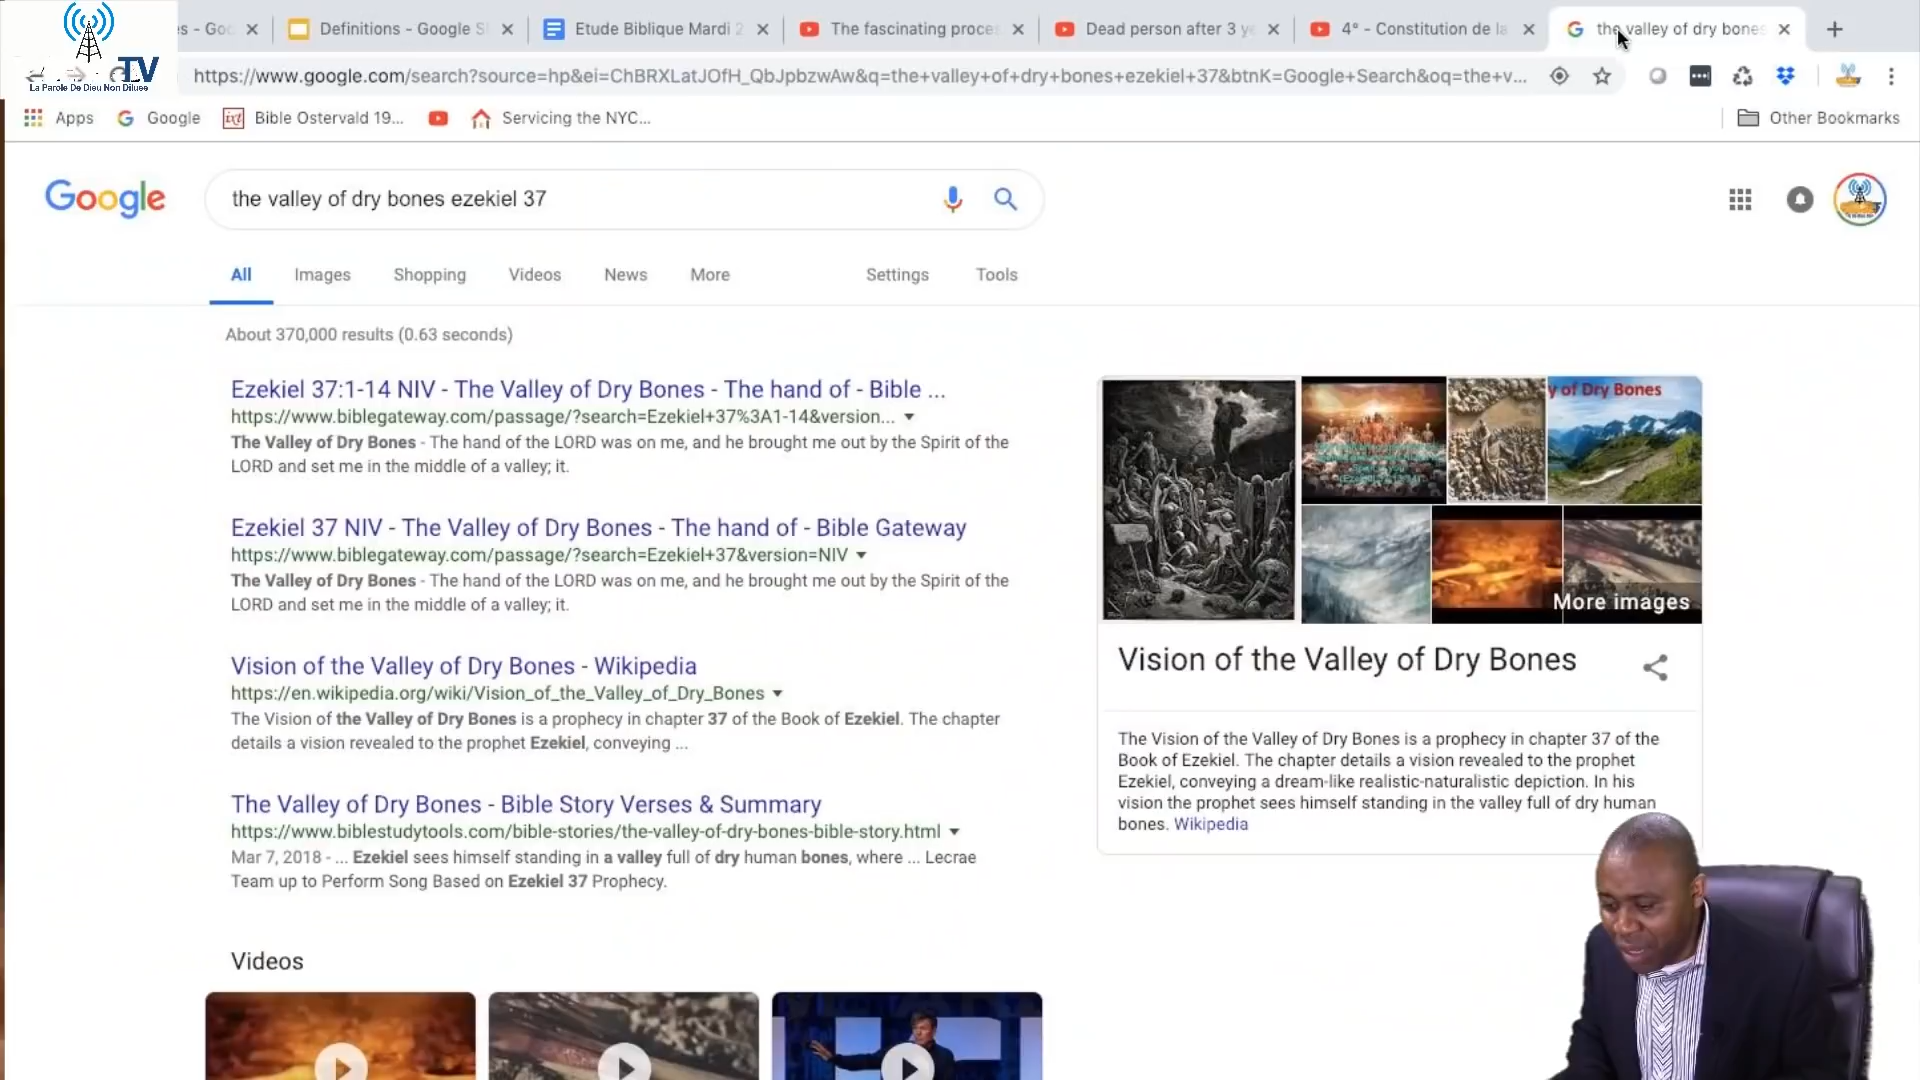 Definitions - Google S
Etude Biblique Mardi 2
The fascinating proce
Dead person after 3 ye
4° - Constitution de la
the valley of dry bones
TV
La Parole De Dieu Non Diluee
https://www.google.com/search?source=hp&ei=ChBRXLatJOfH_QbJpbzwAw&q=the+valley+of+dry+bones+ezekiel+37&btnK=Google+Search&oq=the+v...
Apps
Google
Bible Ostervald 19...
Servicing the NYC...
Other Bookmarks
Google
the valley of dry bones ezekiel 37
All
Images
Shopping
Videos
News
More
Settings
Tools
About 370,000 results (0.63 seconds)
Ezekiel 37:1-14 NIV - The Valley of Dry Bones - The hand of - Bible ...
https://www.biblegateway.com/passage/?search=Ezekiel+37%3A1-14&version...
The Valley of Dry Bones - The hand of the LORD was on me, and he brought me out by the Spirit of the
LORD and set me in the middle of a valley; it.
Ezekiel 37 NIV - The Valley of Dry Bones - The hand of - Bible Gateway
https://www.biblegateway.com/passage/?search=Ezekiel+37&version=NIV
The Valley of Dry Bones - The hand of the LORD was on me, and he brought me out by the Spirit of the
LORD and set me in the middle of a valley; it.
Vision of the Valley of Dry Bones - Wikipedia
https://en.wikipedia.org/wiki/Vision_of_the_Valley_of_Dry_Bones
The Vision of the Valley of Dry Bones is a prophecy in chapter 37 of the Book of Ezekiel. The chapter
details a vision revealed to the prophet Ezekiel, conveying ...
The Valley of Dry Bones - Bible Story Verses & Summary
https://www.biblestudytools.com/bible-stories/the-valley-of-dry-bones-bible-story.html
Mar 7, 2018 - ... Ezekiel sees himself standing in a valley full of dry human bones, where ... Lecrae
Team up to Perform Song Based on Ezekiel 37 Prophecy.
Videos
y of Dry Bones
More images
Vision of the Valley of Dry Bones
The Vision of the Valley of Dry Bones is a prophecy in chapter 37 of the
Book of Ezekiel. The chapter details a vision revealed to the prophet
Ezekiel, conveying a dream-like realistic-naturalistic depiction. In his
vision the prophet sees himself standing in the valley full of dry human
bones. Wikipedia